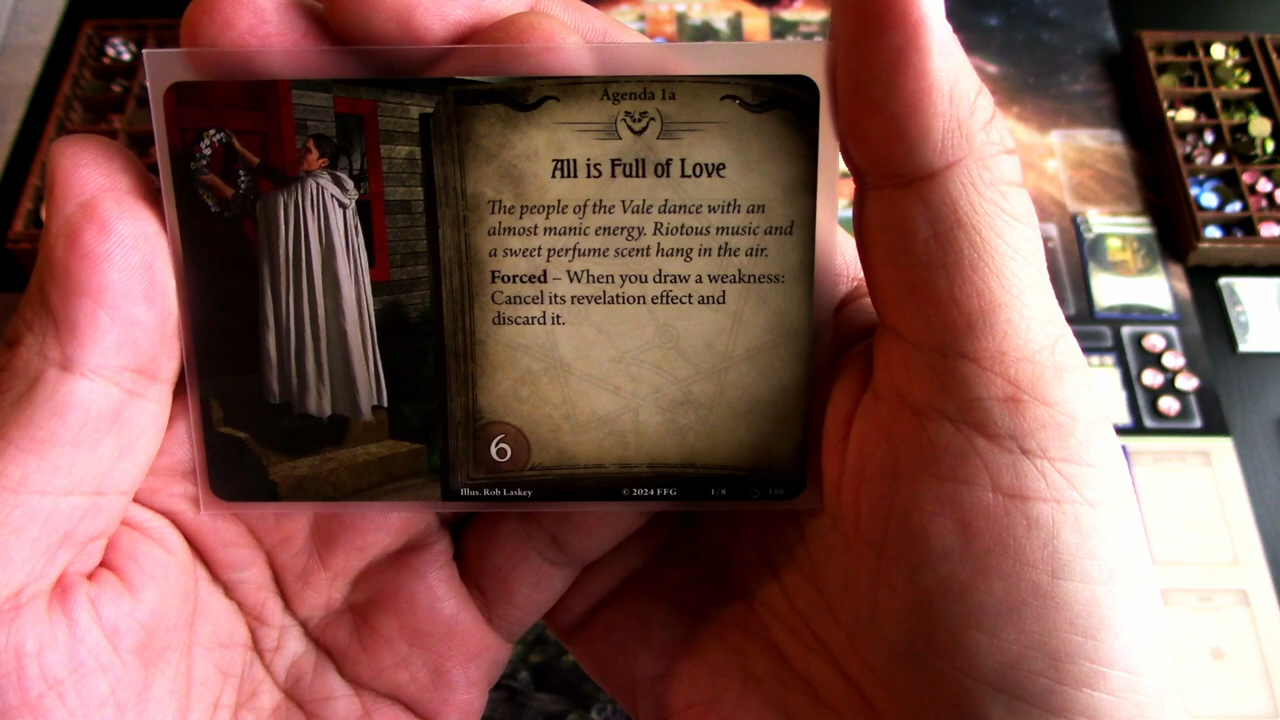 Agenda 1a
All is Full of Love
The people of the Vale dance with an
almost manic energy. Riotous music and
a sweet perfume scent hang in the air.
Forced – When you draw a weakness:
Cancel its revelation effect and
discard it.
6
Illus. Rob Laskey © 2024 FFG 1/8